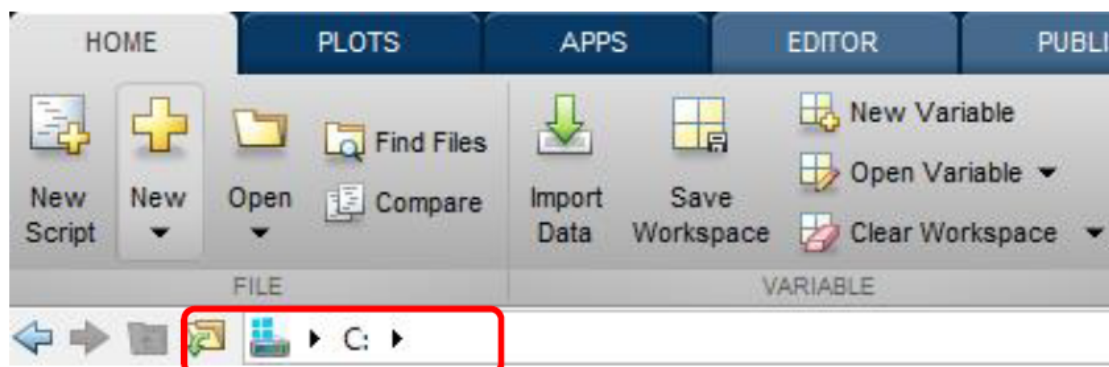 HOME PLOTS APPS EDITOR
New Script
New
Open
Find Files
Compare
Import Data
Save Workspace
New Variable
Open Variable
Clear Workspace
FILE VARIABLE
C: